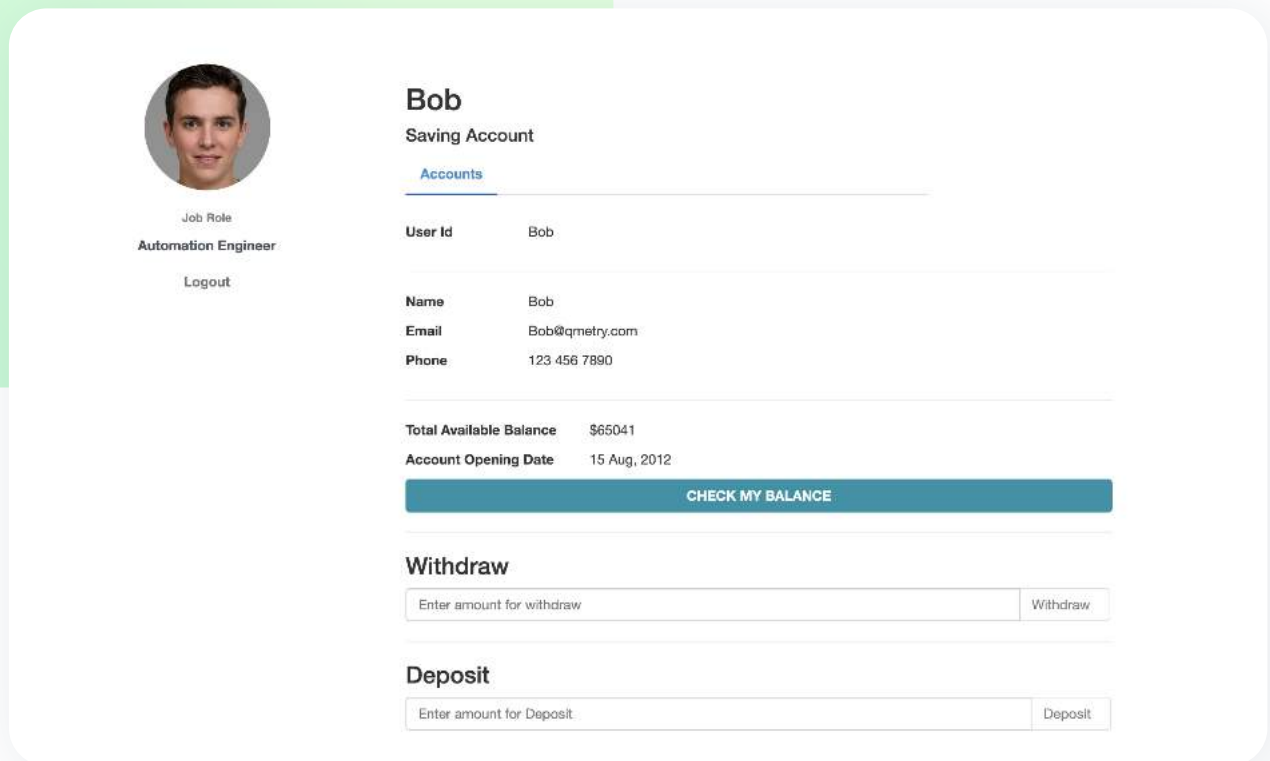 Job Role
Automation Engineer
Logout
Bob
Saving Account
Accounts
User Id Bob
Name Bob
Email Bob@qmetry.com
Phone 123 456 7890
Total Available Balance $65041
Account Opening Date 15 Aug, 2012
CHECK MY BALANCE
Withdraw
Enter amount for withdraw Withdraw
Deposit
Enter amount for Deposit Deposit